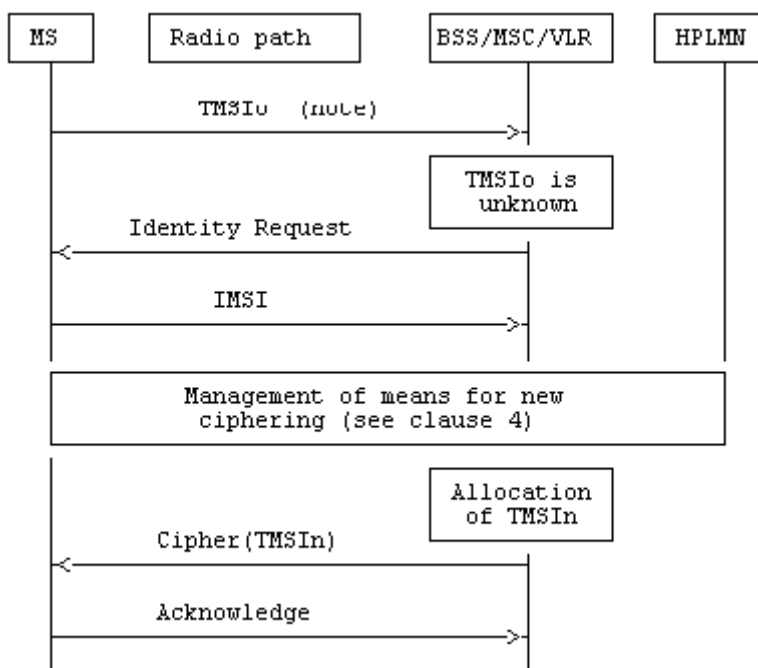 MS
Radio path
BSS/MSC/VLR
HPLMN
TMSIo (note)
TMSIo is
unknown
Identity Request
IMSI
Management of means for new
ciphering (see clause 4)
Allocation
of TMSIn
Cipher(TMSIn)
Acknowledge